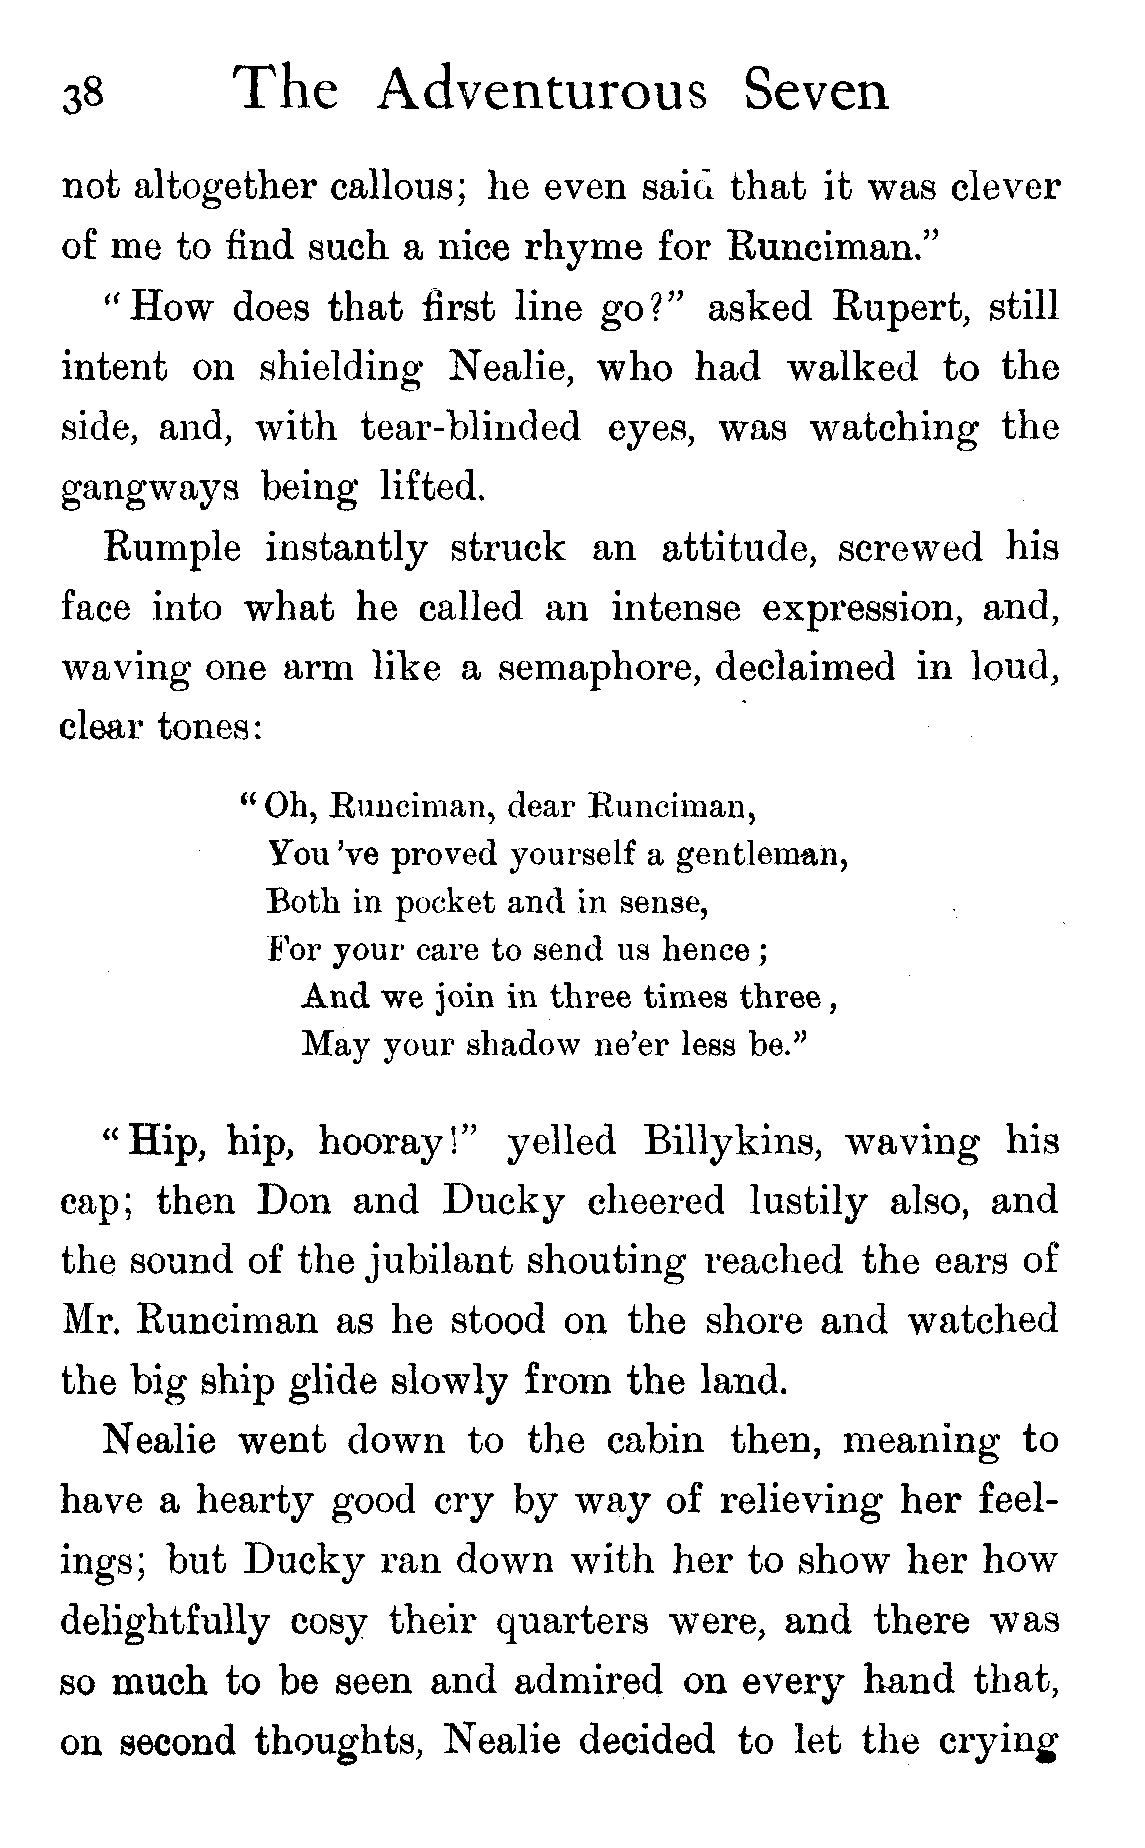 38 The Adventurous Seven
not altogether callous; he even said that it was clever
of me to find such a nice rhyme for Runciman.”
“How does that first line go?” asked Rupert, still
intent on shielding Nealie, who had walked to the
side, and, with tear-blinded eyes, was watching the
gangways being lifted.
Rumple instantly struck an attitude, screwed his
face into what he called an intense expression, and,
waving one arm like a semaphore, declaimed in loud,
clear tones:
“Oh, Runciman, dear Runciman,
You 've proved yourself a gentleman,
Both in pocket and in sense,
For your care to send us hence;
And we join in three times three,
May your shadow ne'er less be.”
“Hip, hip, hooray!” yelled Billykins, waving his
cap; then Don and Ducky cheered lustily also, and
the sound of the jubilant shouting reached the ears of
Mr. Runciman as he stood on the shore and watched
the big ship glide slowly from the land.
Nealie went down to the cabin then, meaning to
have a hearty good cry by way of relieving her feel-
ings; but Ducky ran down with her to show her how
delightfully cosy their quarters were, and there was
so much to be seen and admired on every hand that,
on second thoughts, Nealie decided to let the crying